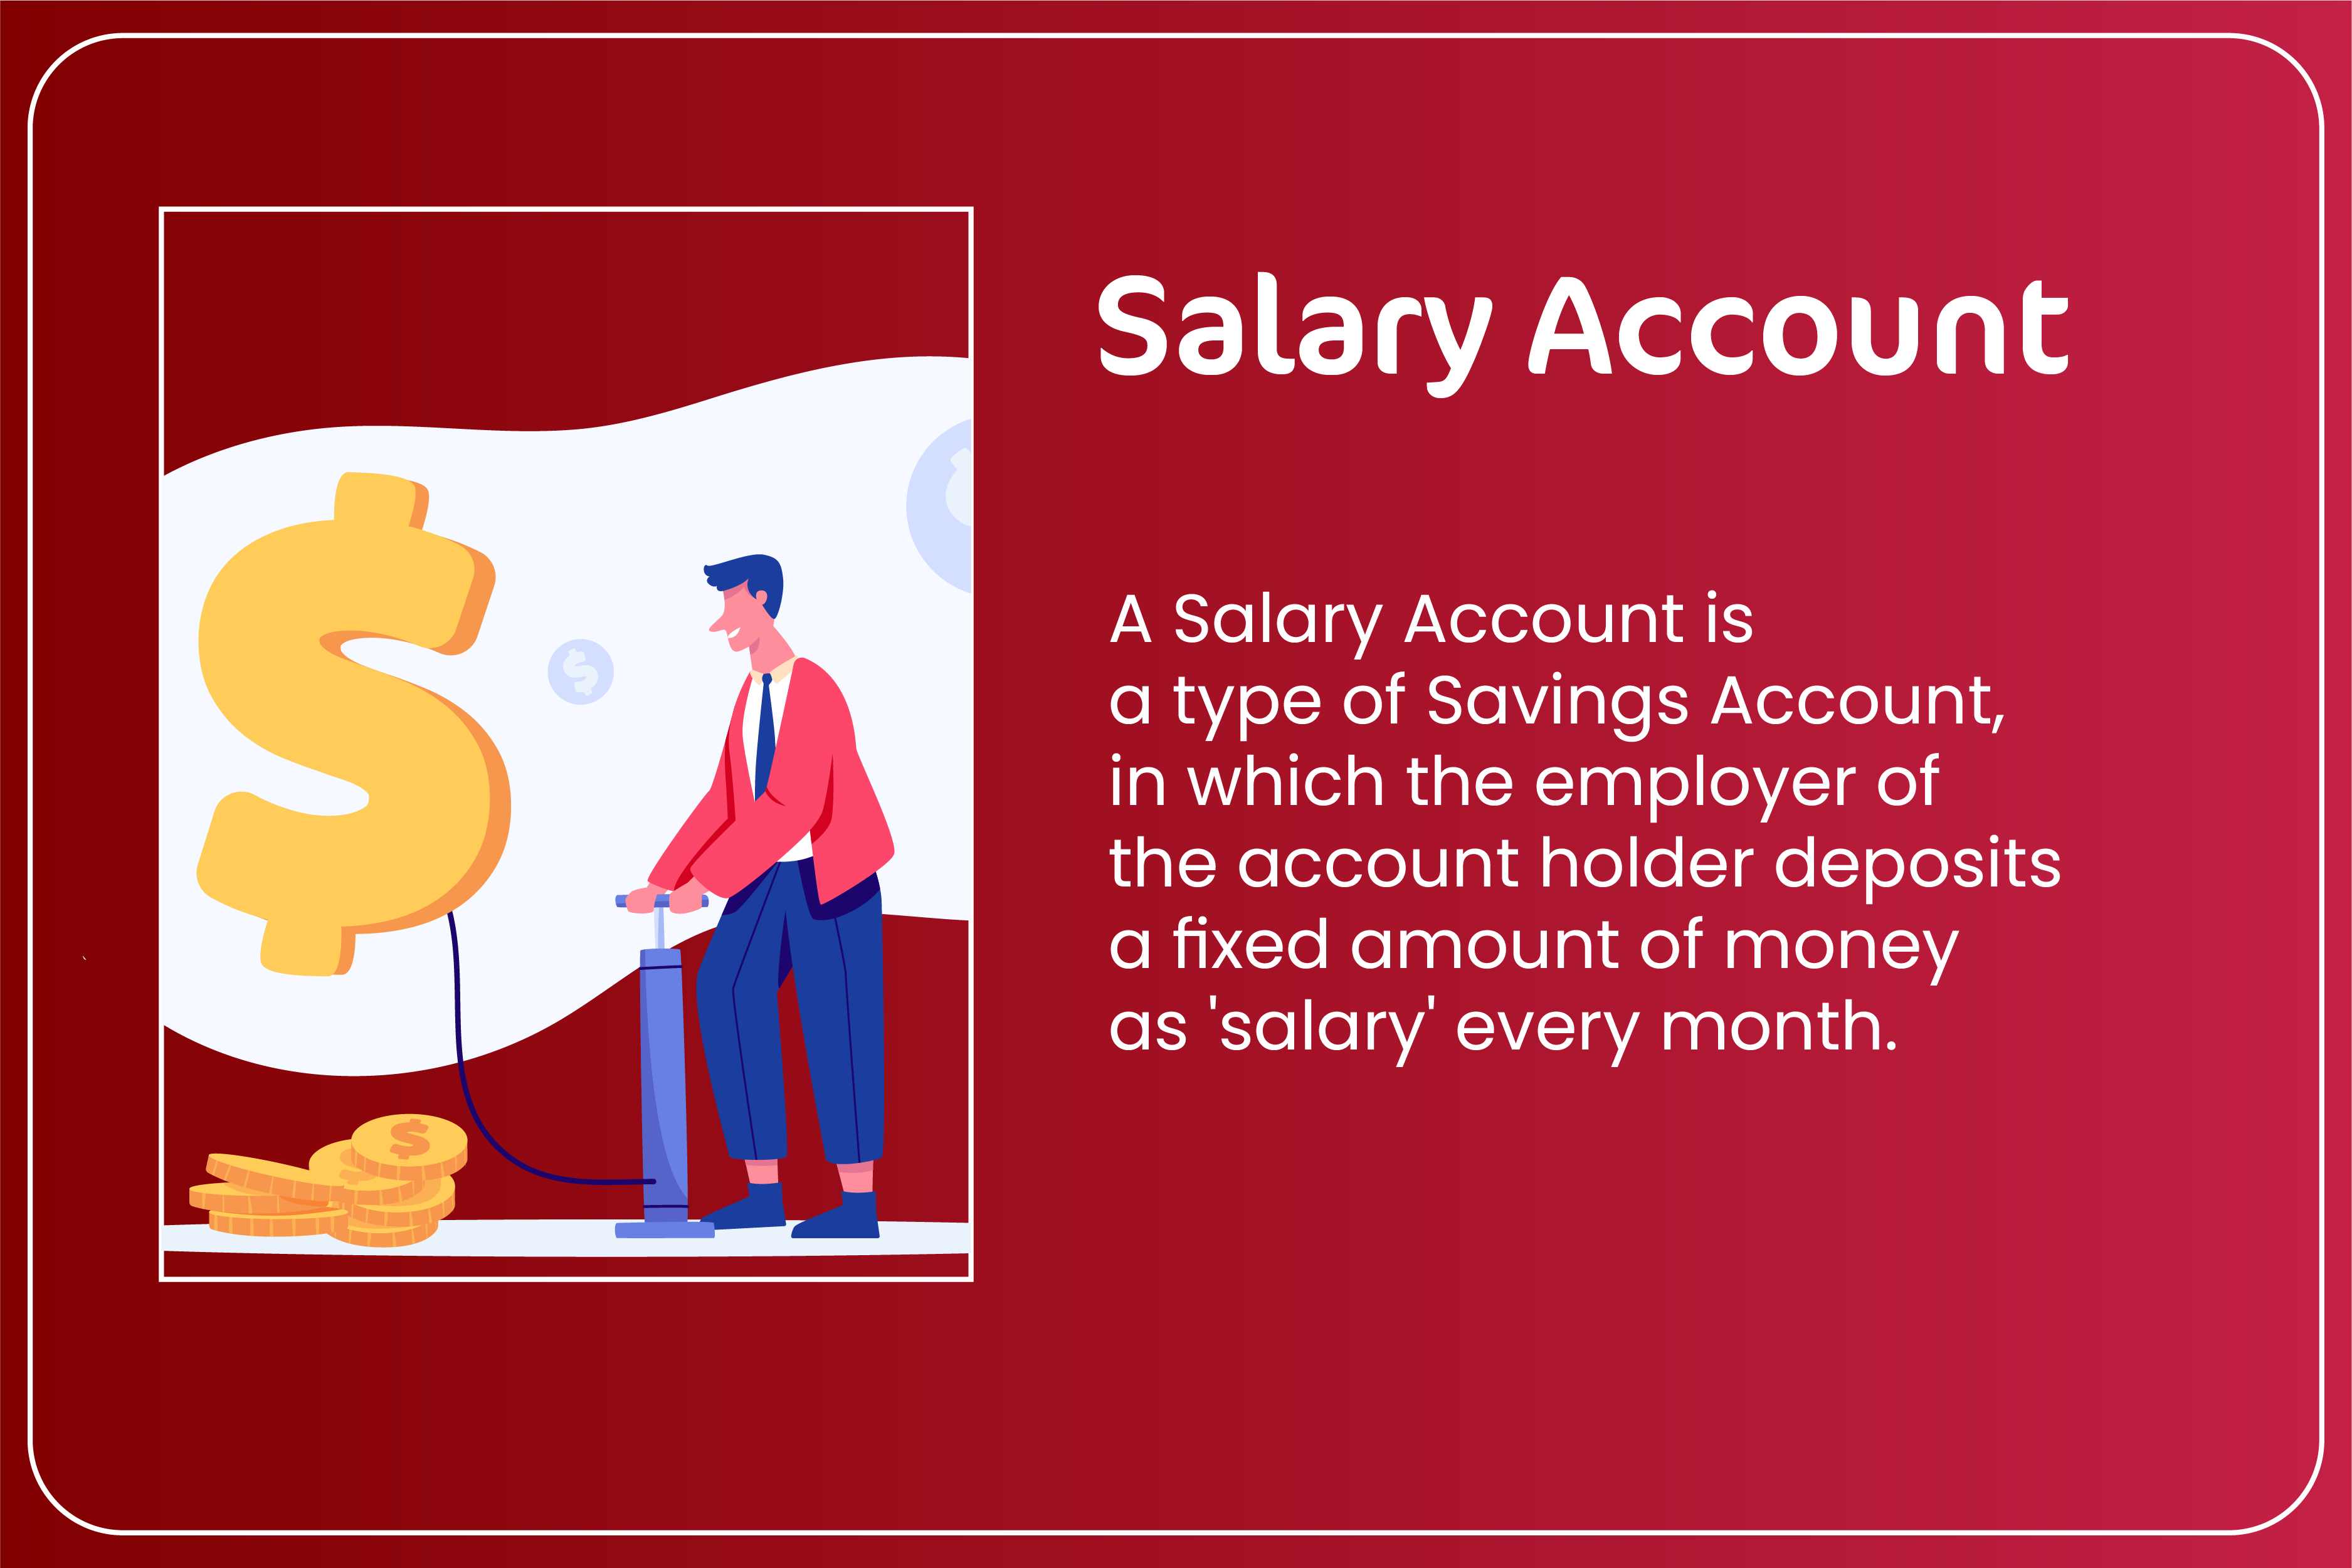 Salary Account
A Salary Account is
a type of Savings Account,
in which the employer of
the account holder deposits
a fixed amount of money
as 'salary' every month.
$
$
$